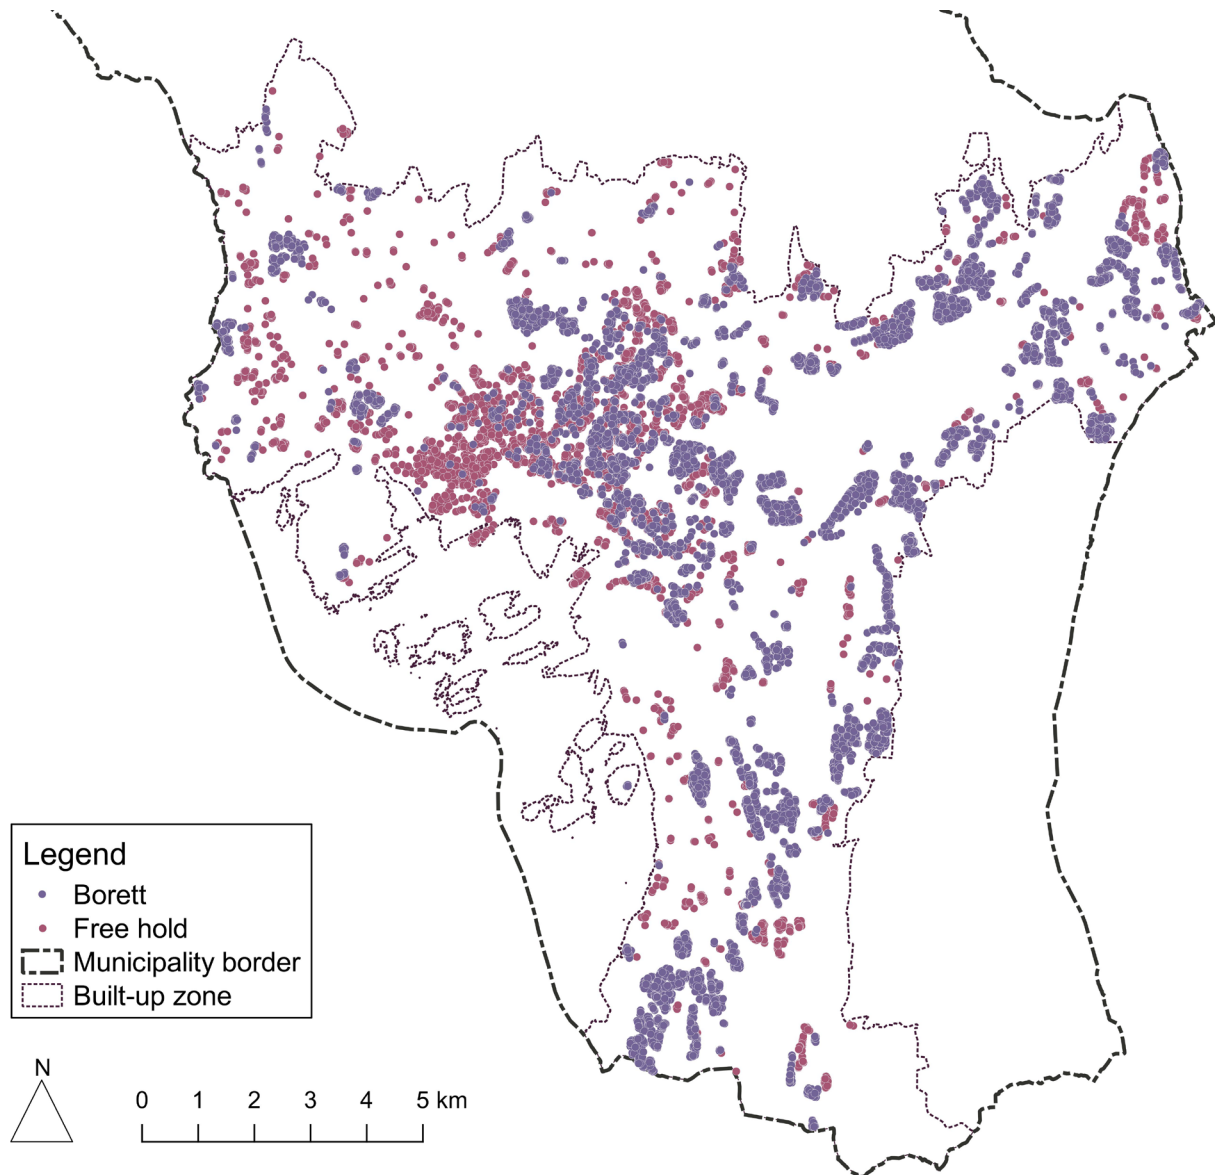 Legend
Borett
Free hold
Municipality border
Built-up zone
N
0 1 2 3 4 5 km